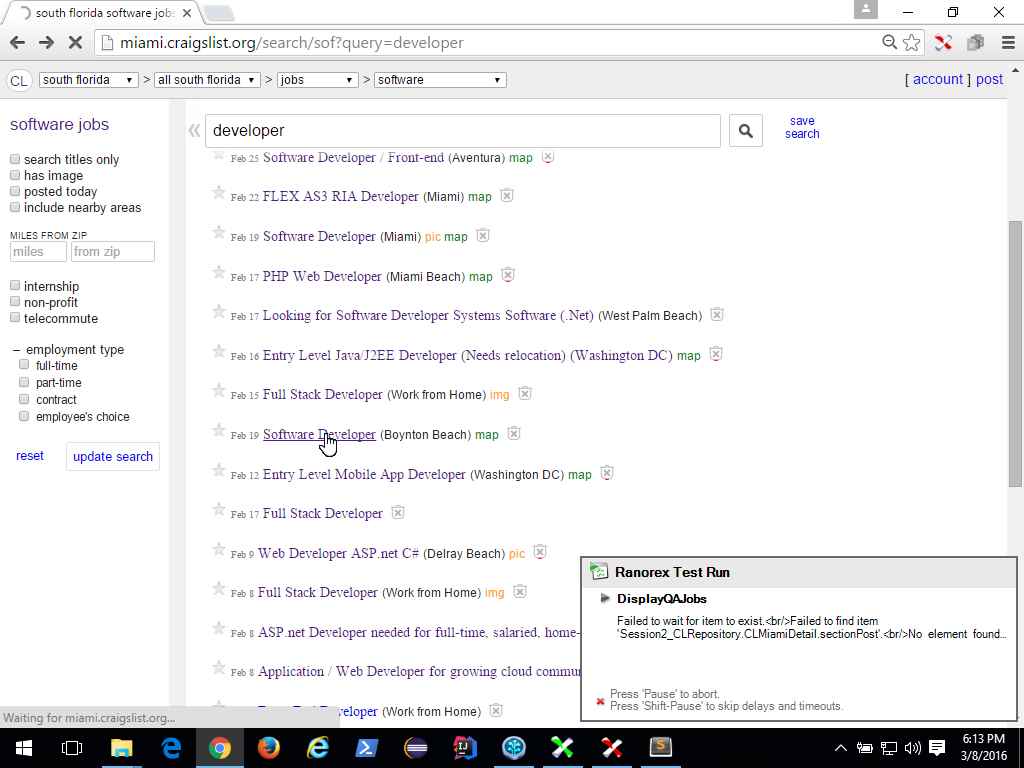 south florida software jobs
miami.craigslist.org/search/sof?query=developer
CL south florida > all south florida > jobs > software [ account ] post
software jobs
developer
save search
search titles only
has image
posted today
include nearby areas
MILES FROM ZIP
miles from zip
internship
non-profit
telecommute
employment type
full-time
part-time
contract
employee's choice
reset update search
Feb 25 Software Developer / Front-end (Aventura) map
Feb 22 FLEX AS3 RIA Developer (Miami) map
Feb 19 Software Developer (Miami) pic map
Feb 17 PHP Web Developer (Miami Beach) map
Feb 17 Looking for Software Developer Systems Software (.Net) (West Palm Beach)
Feb 16 Entry Level Java/J2EE Developer (Needs relocation) (Washington DC) map
Feb 15 Full Stack Developer (Work from Home) img
Feb 19 Software Developer (Boynton Beach) map
Feb 12 Entry Level Mobile App Developer (Washington DC) map
Feb 17 Full Stack Developer
Feb 9 Web Developer ASP.net C# (Delray Beach) pic
Feb 8 Full Stack Developer (Work from Home) img
Feb 8 ASP.net Developer needed for full-time, salaried, home-
Feb 8 Application / Web Developer for growing cloud commu
Developer (Work from Home)
Waiting for miami.craigslist.org...
Ranorex Test Run
DisplayQAJobs
Failed to wait for item to exist.<br/>Failed to find item
'Session2_CLRepository.CLMiamiDetail.sectionPost'.<br/>No element found...
Press 'Pause' to abort.
Press 'Shift-Pause' to skip delays and timeouts.
6:13 PM
3/8/2016